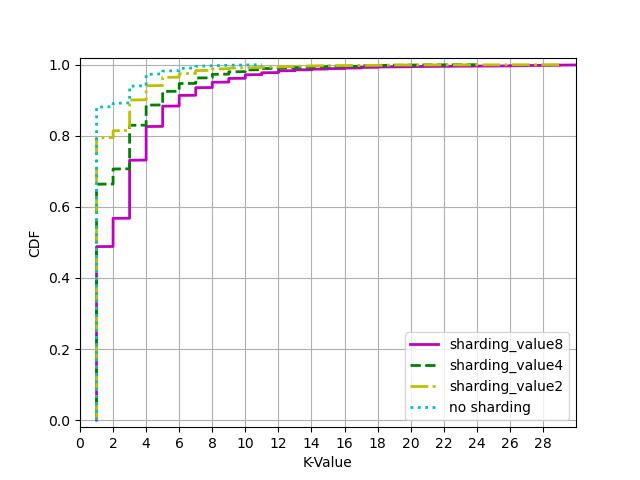 1.0
0.8
0.6
0.4
0.2
0.0
CDF
sharding_value8
sharding_value4
sharding_value2
no sharding
0 2 4 6 8 10 12 14 16 18 20 22 24 26 28
K-Value